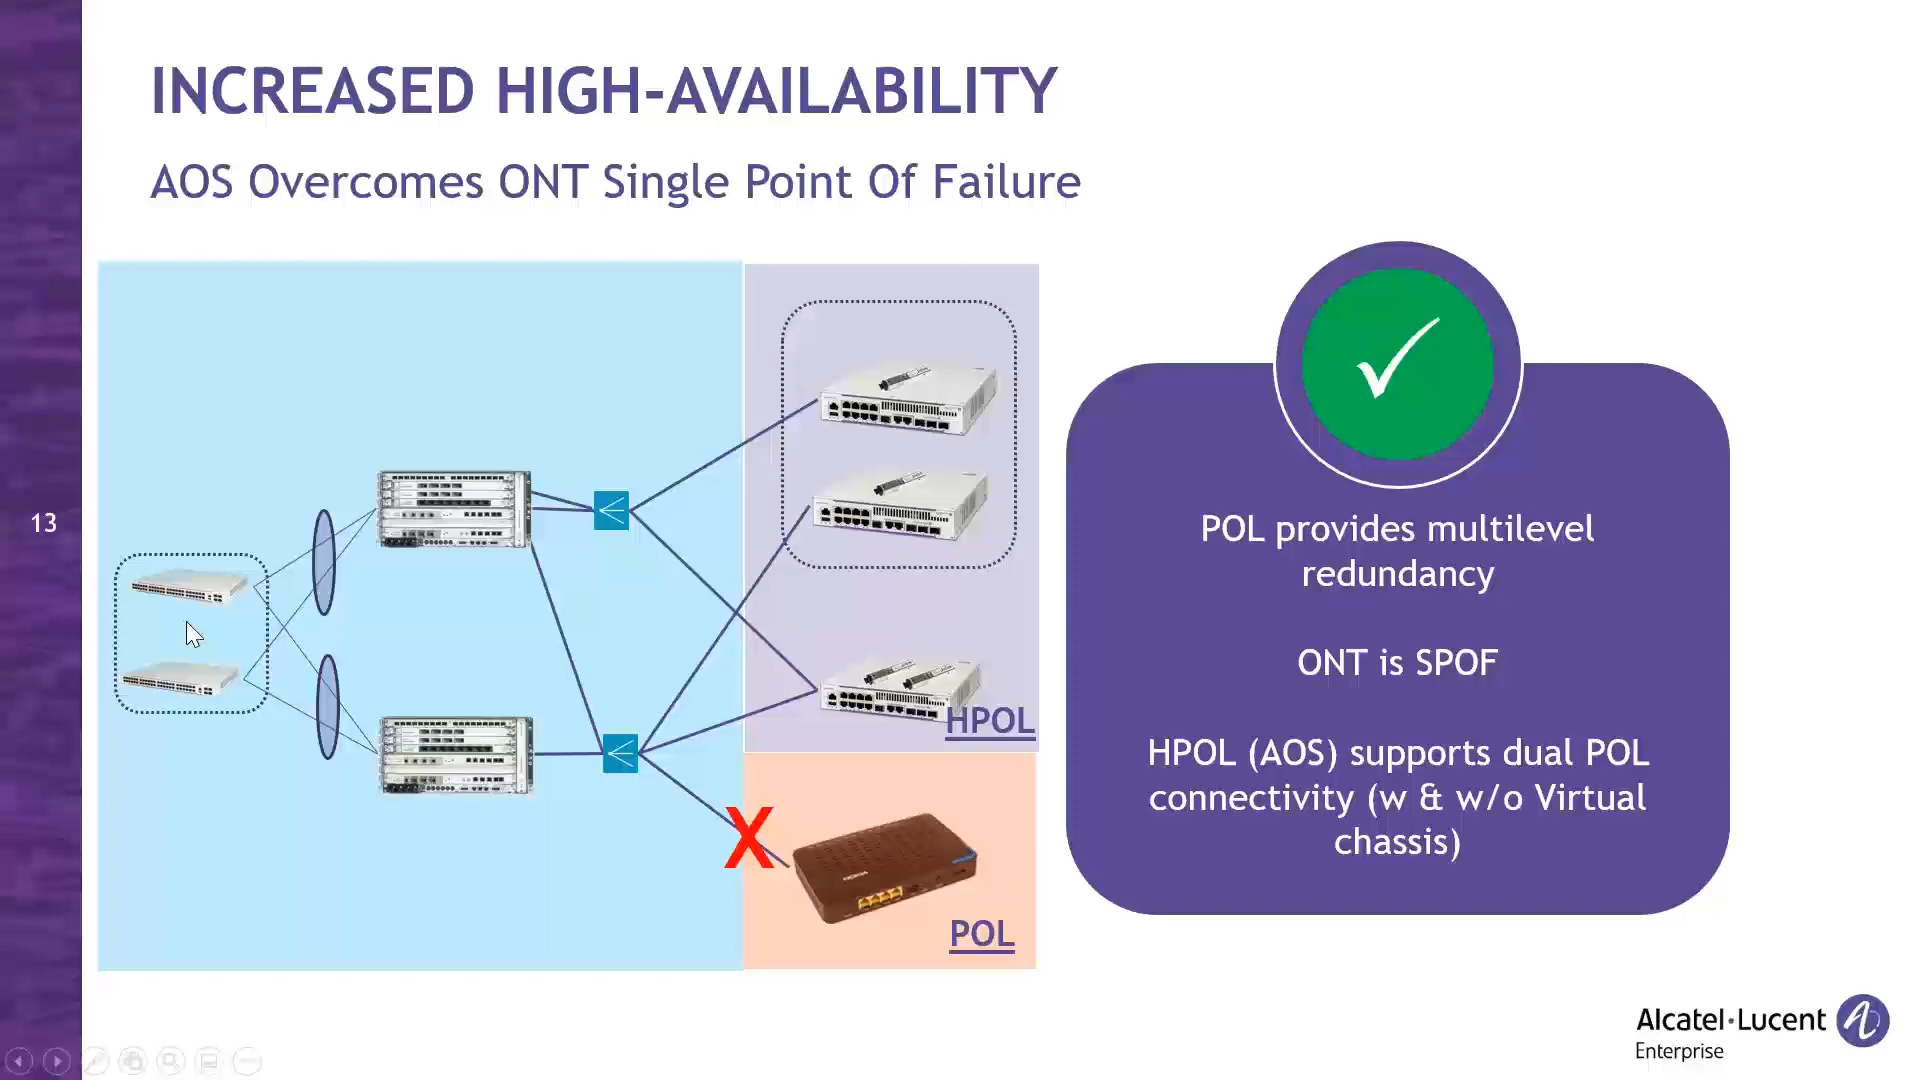 INCREASED HIGH-AVAILABILITY
AOS Overcomes ONT Single Point Of Failure
13
HPOL
POL
POL provides multilevel
redundancy
ONT is SPOF
HPOL (AOS) supports dual POL
connectivity (w & w/o Virtual
chassis)
Alcatel·Lucent
Enterprise